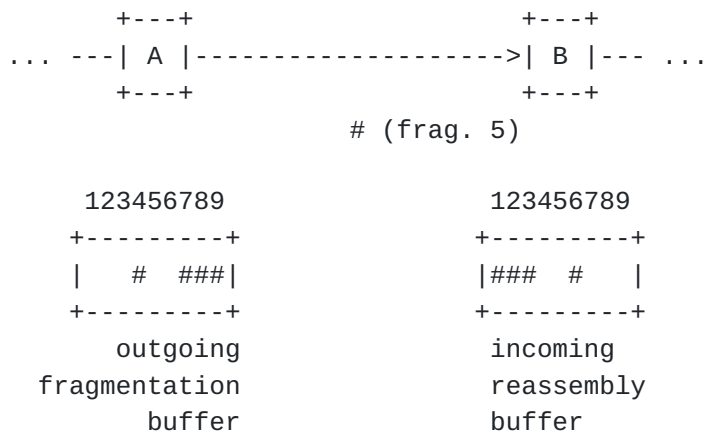 +---+                     +---+
... ---| A |-------------------->| B |--- ...
       +---+                     +---+
                      # (frag. 5)
     123456789                 123456789
    +---------+               +---------+
    |   #  ###|               |###  #   |
    +---------+               +---------+
       outgoing                incoming
  fragmentation                reassembly
         buffer                buffer